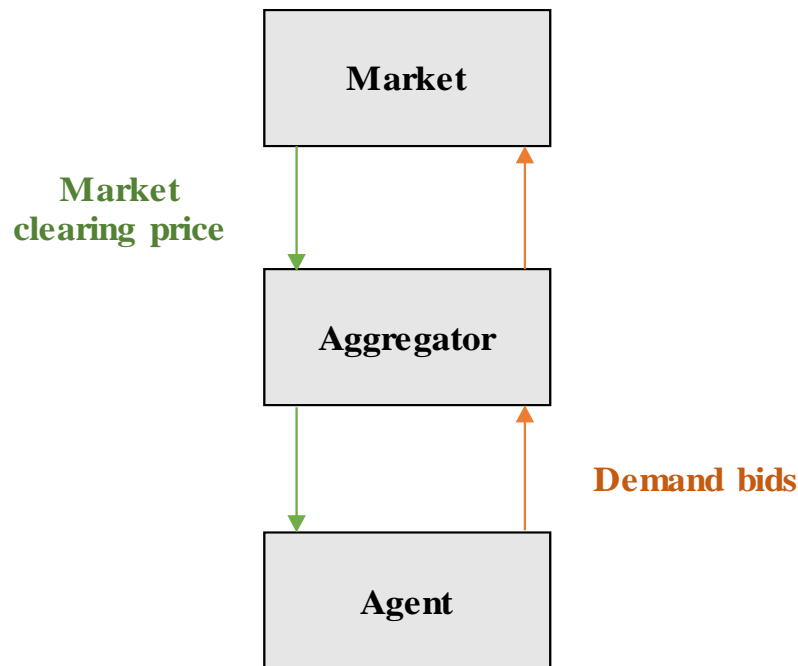 Market
Market
clearing price
Aggregator
Demand bids
Agent